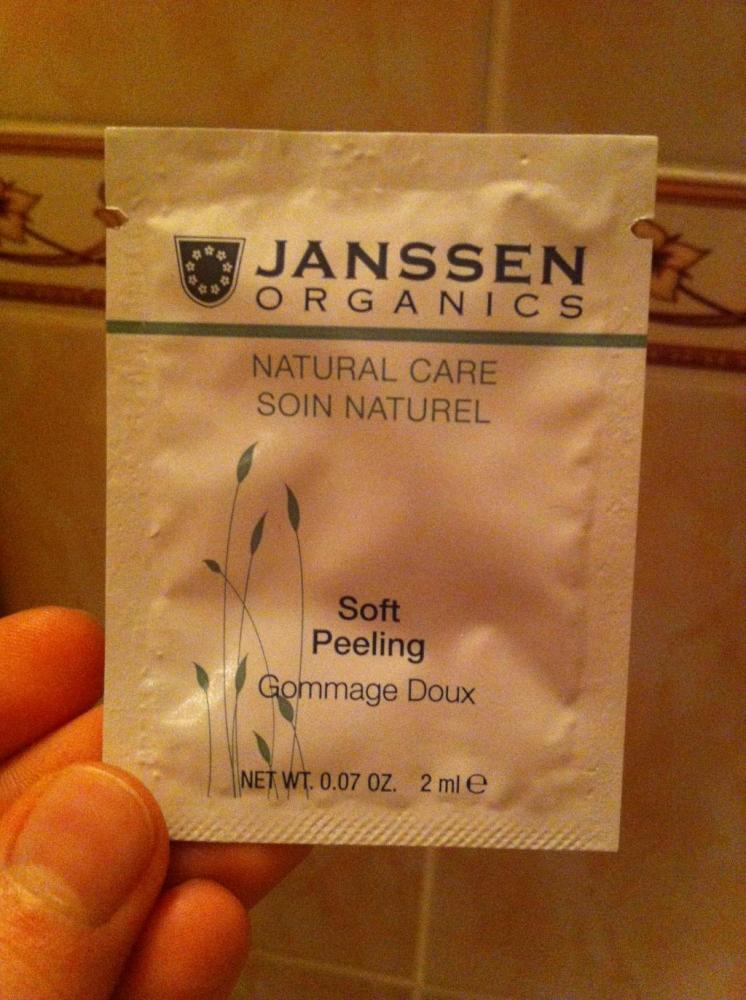 JANSSEN
ORGANICS
NATURAL CARE
SOIN NATUREL
Soft
Peeling
Gommage Doux
NET WT. 0.07 OZ. 2 ml ℮